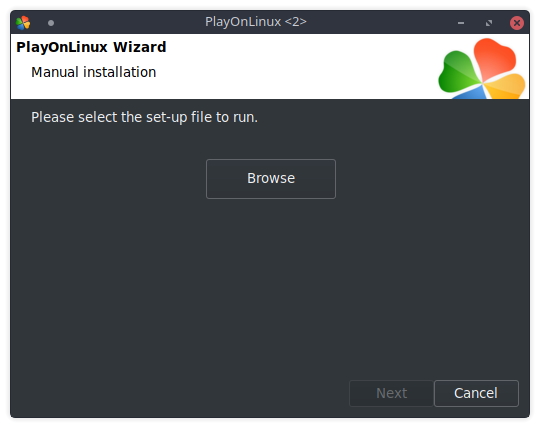 PlayOnLinux <2>
PlayOnLinux Wizard
Manual installation
Please select the set-up file to run.
Browse
Next
Cancel